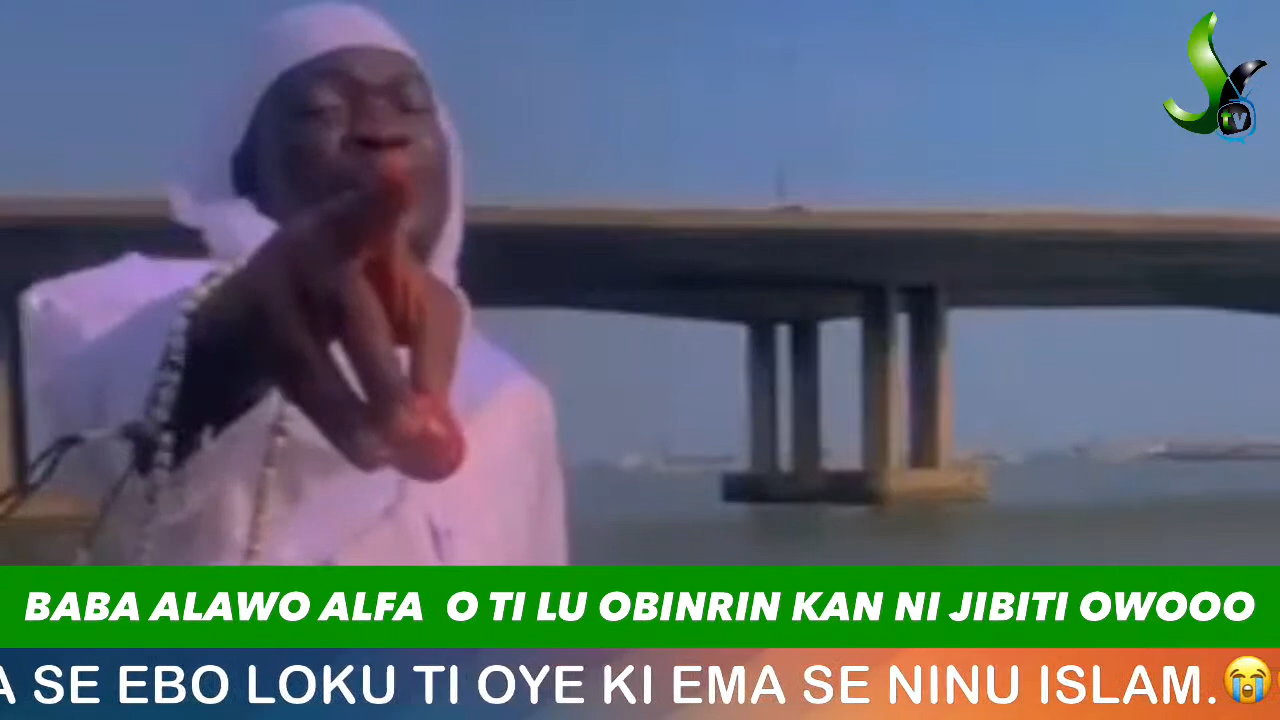 tv
BABA ALAWO ALFA O TI LU OBINRIN KAN NI JIBITI OWOOO
A SE EBO LOKU TI OYE KI EMA SE NINU ISLAM.😭